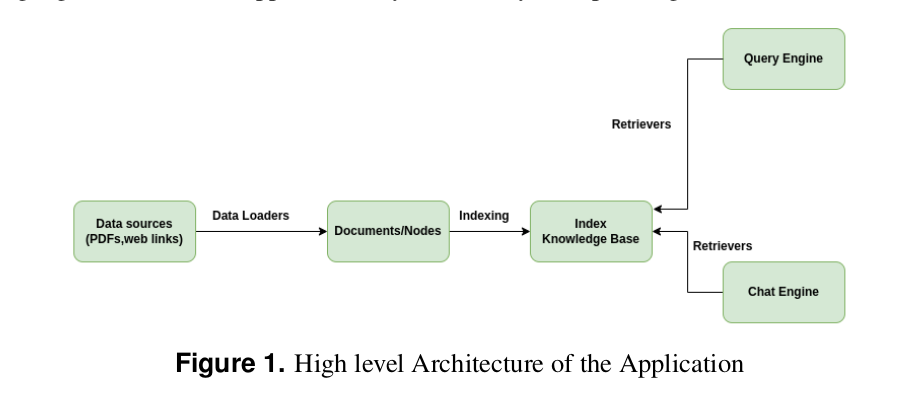 Query Engine
Retrievers
Data sources
(PDFs,web links)
Data Loaders
Documents/Nodes
Indexing
Index
Knowledge Base
Retrievers
Chat Engine
Figure 1. High level Architecture of the Application